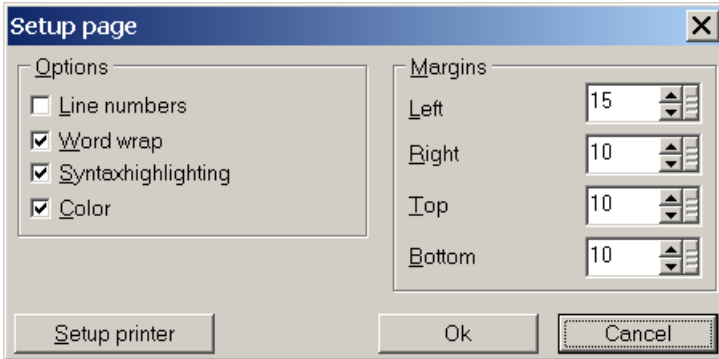 Setup page
Options
Line numbers
Word wrap
Syntaxhighlighting
Color
Margins
Left 15
Right 10
Top 10
Bottom 10
Setup printer Ok Cancel